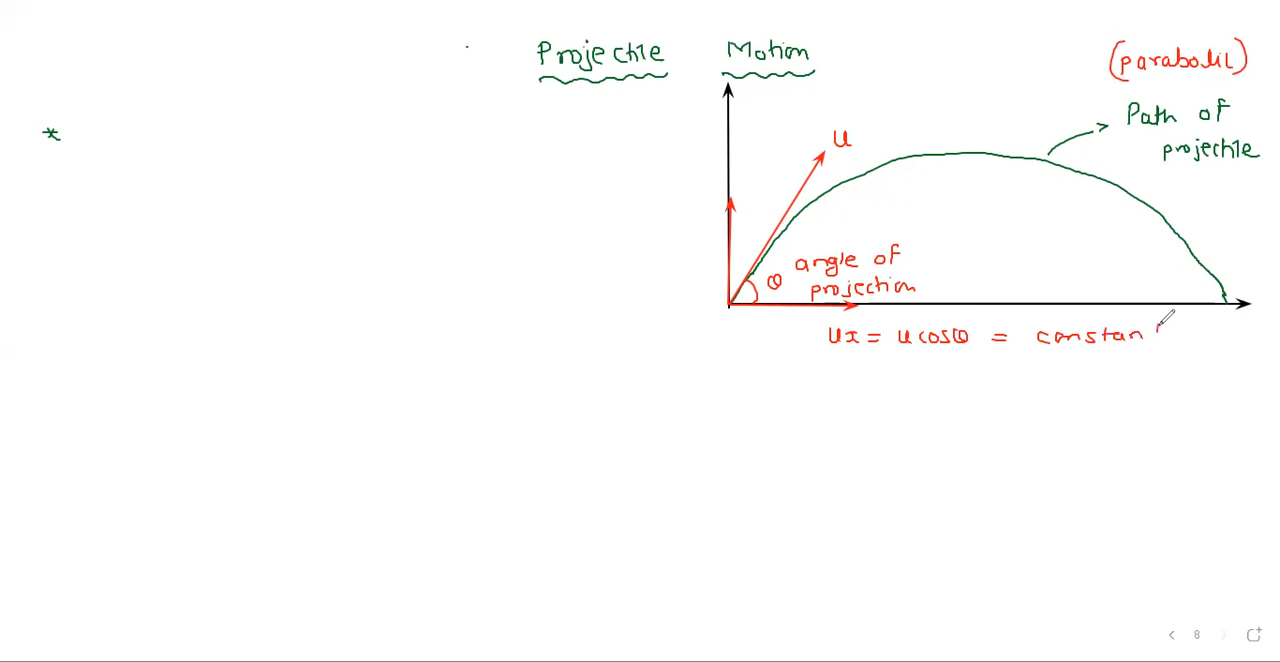 Projectile Motion
(parabolic)
*
Path of
projectile
u
θ angle of
projection
ux = u cosθ = constan
8